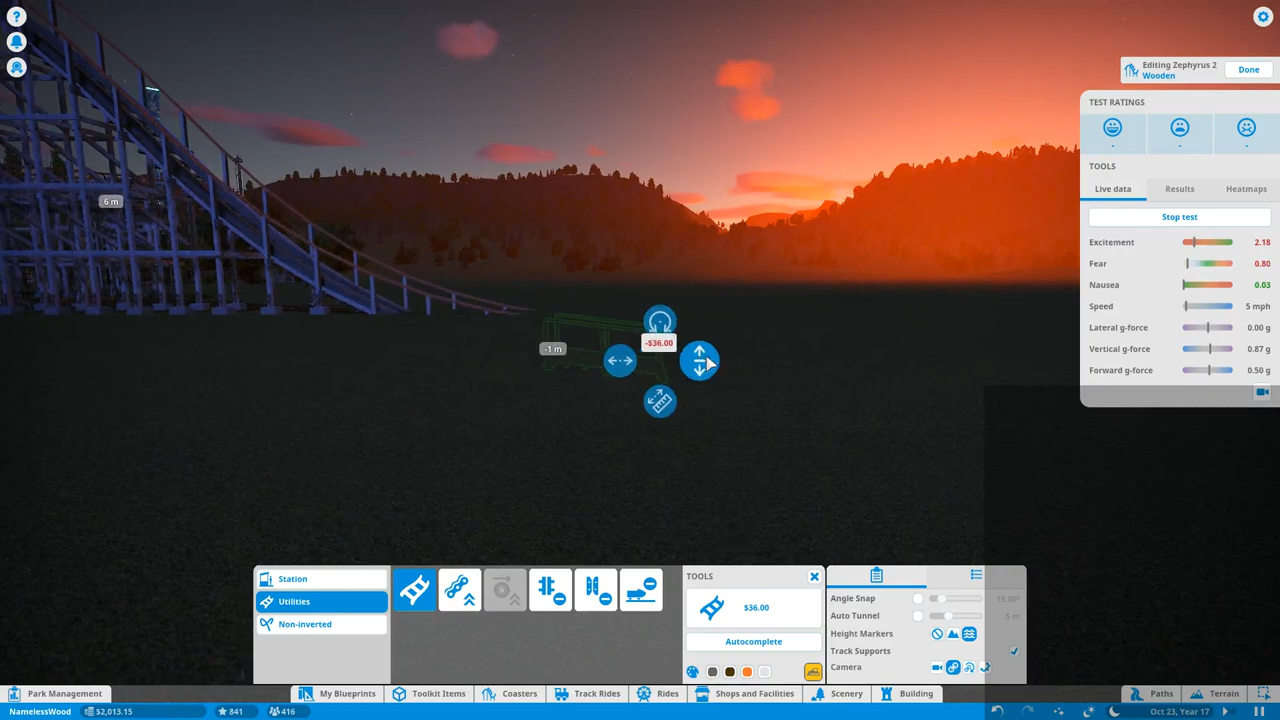 Editing Zephyrus 2
Wooden
Done
TEST RATINGS
-
-
-
TOOLS
Live data
Results
Heatmaps
Stop test
Excitement
2.18
Fear
0.80
Nausea
0.03
Speed
5 mph
Lateral g-force
0.00 g
Vertical g-force
0.87 g
Forward g-force
0.50 g
6 m
-$36.00
-1 m
Station
Utilities
Non-inverted
TOOLS
$36.00
Autocomplete
Angle Snap
15.00°
Auto Tunnel
5 m
Height Markers
Track Supports
Camera
Park Management
My Blueprints
Toolkit Items
Coasters
Track Rides
Rides
Shops and Facilities
Scenery
Building
Paths
Terrain
NamelessWood
$2,013.15
841
416
Oct 23, Year 17